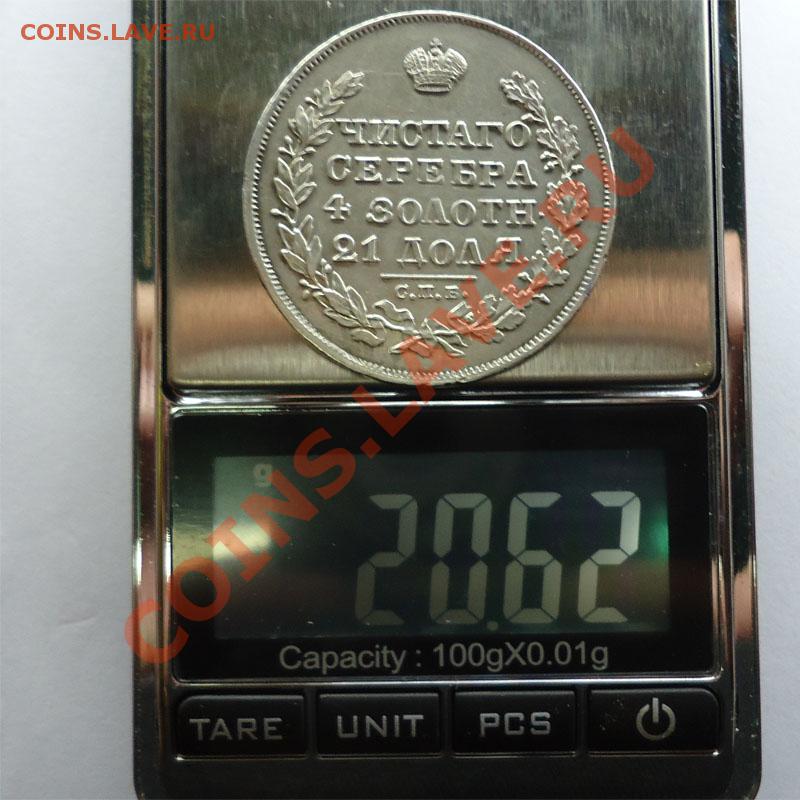 COINS.LAVE.RU
ЧИСТАГО
СЕРЕБРА
4 ЗОЛОТН
21 ДОЛЯ
С.П.Б.
COINS.LAVE.RU
g
20.62
Capacity : 100gX0.01g
TARE UNIT PCS